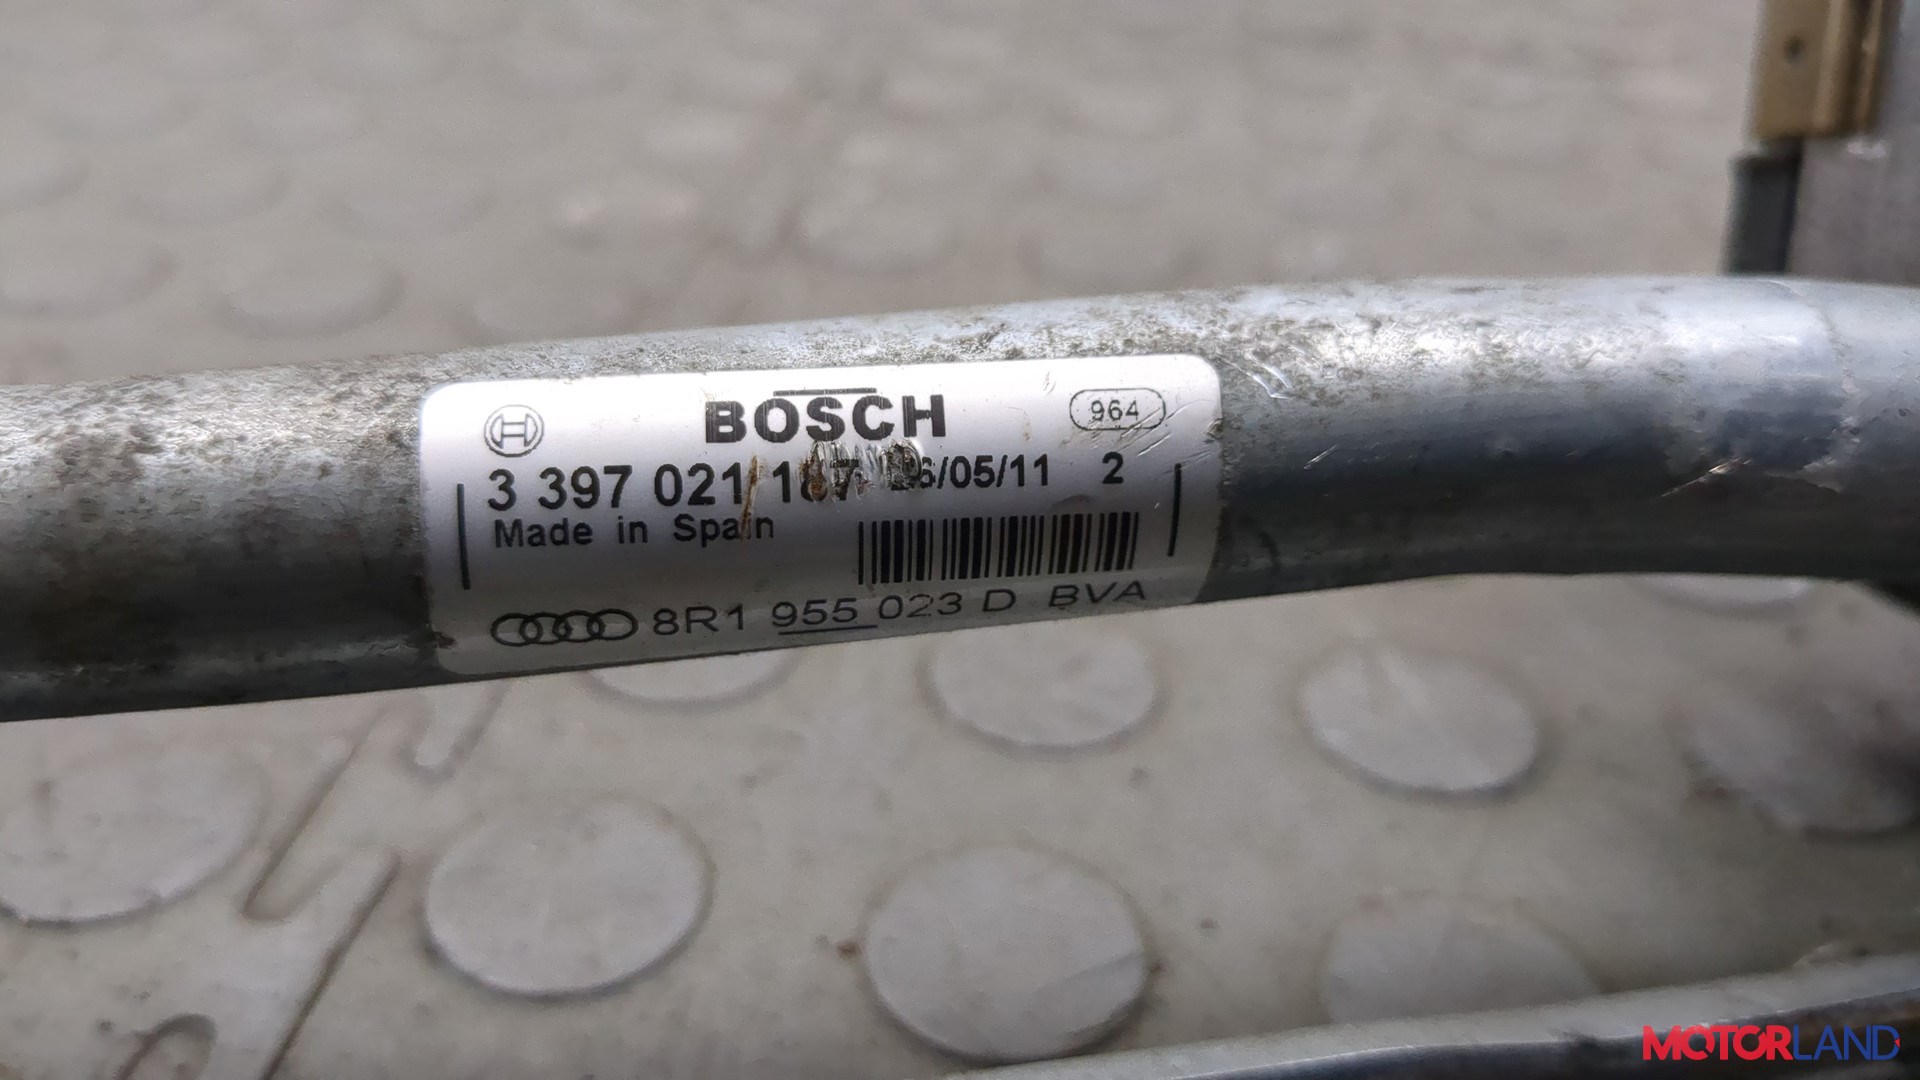 BOSCH
964
3 397 021 /05/11 2
Made in Spain
8R1 955 023 D BVA
MOTORLAND